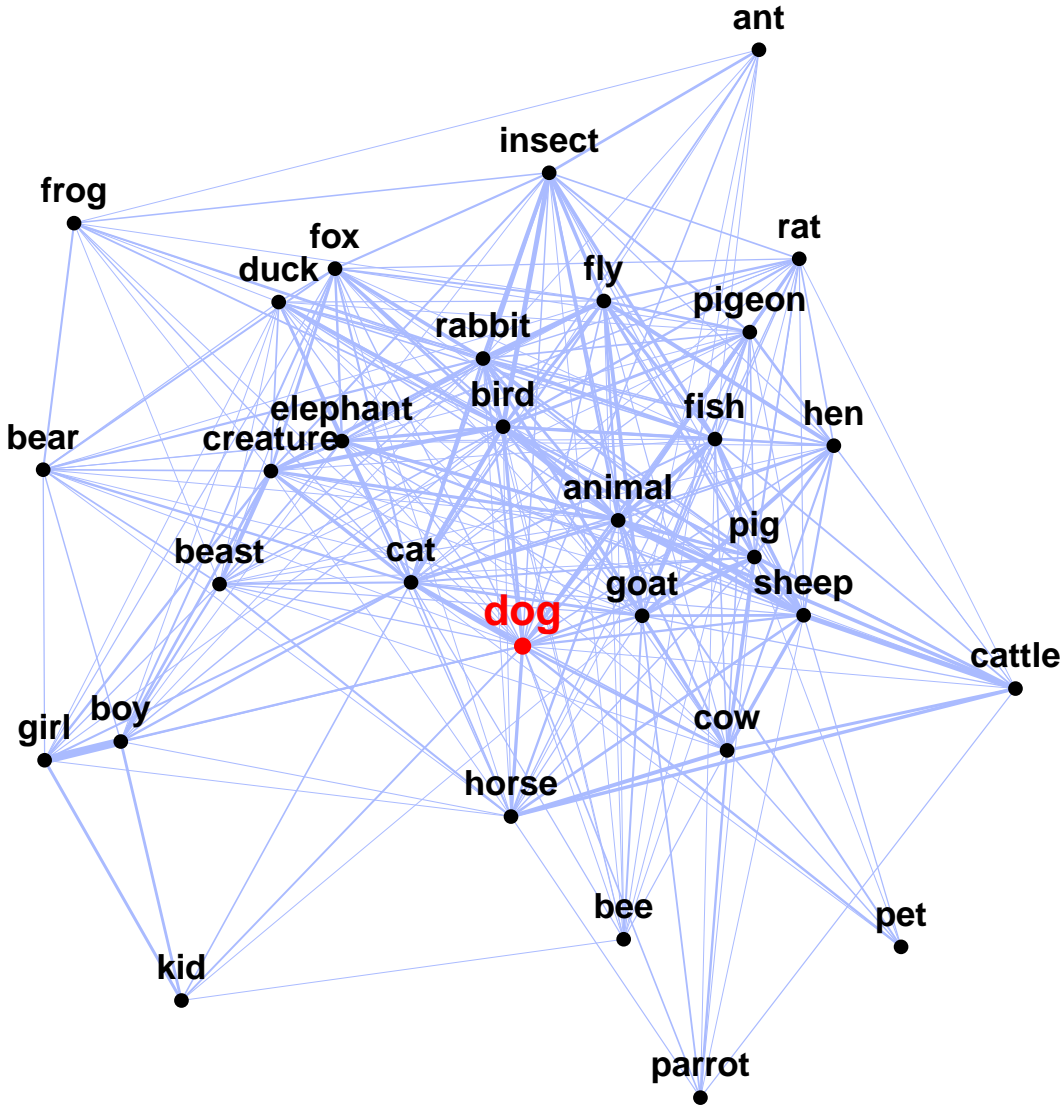 ant
insect
frog
rat
fox
duck
fly
pigeon
rabbit
bird
elephant
fish
hen
bear
creature
animal
pig
beast
cat
goat
sheep
dog
cattle
girl
boy
cow
horse
bee
pet
kid
parrot